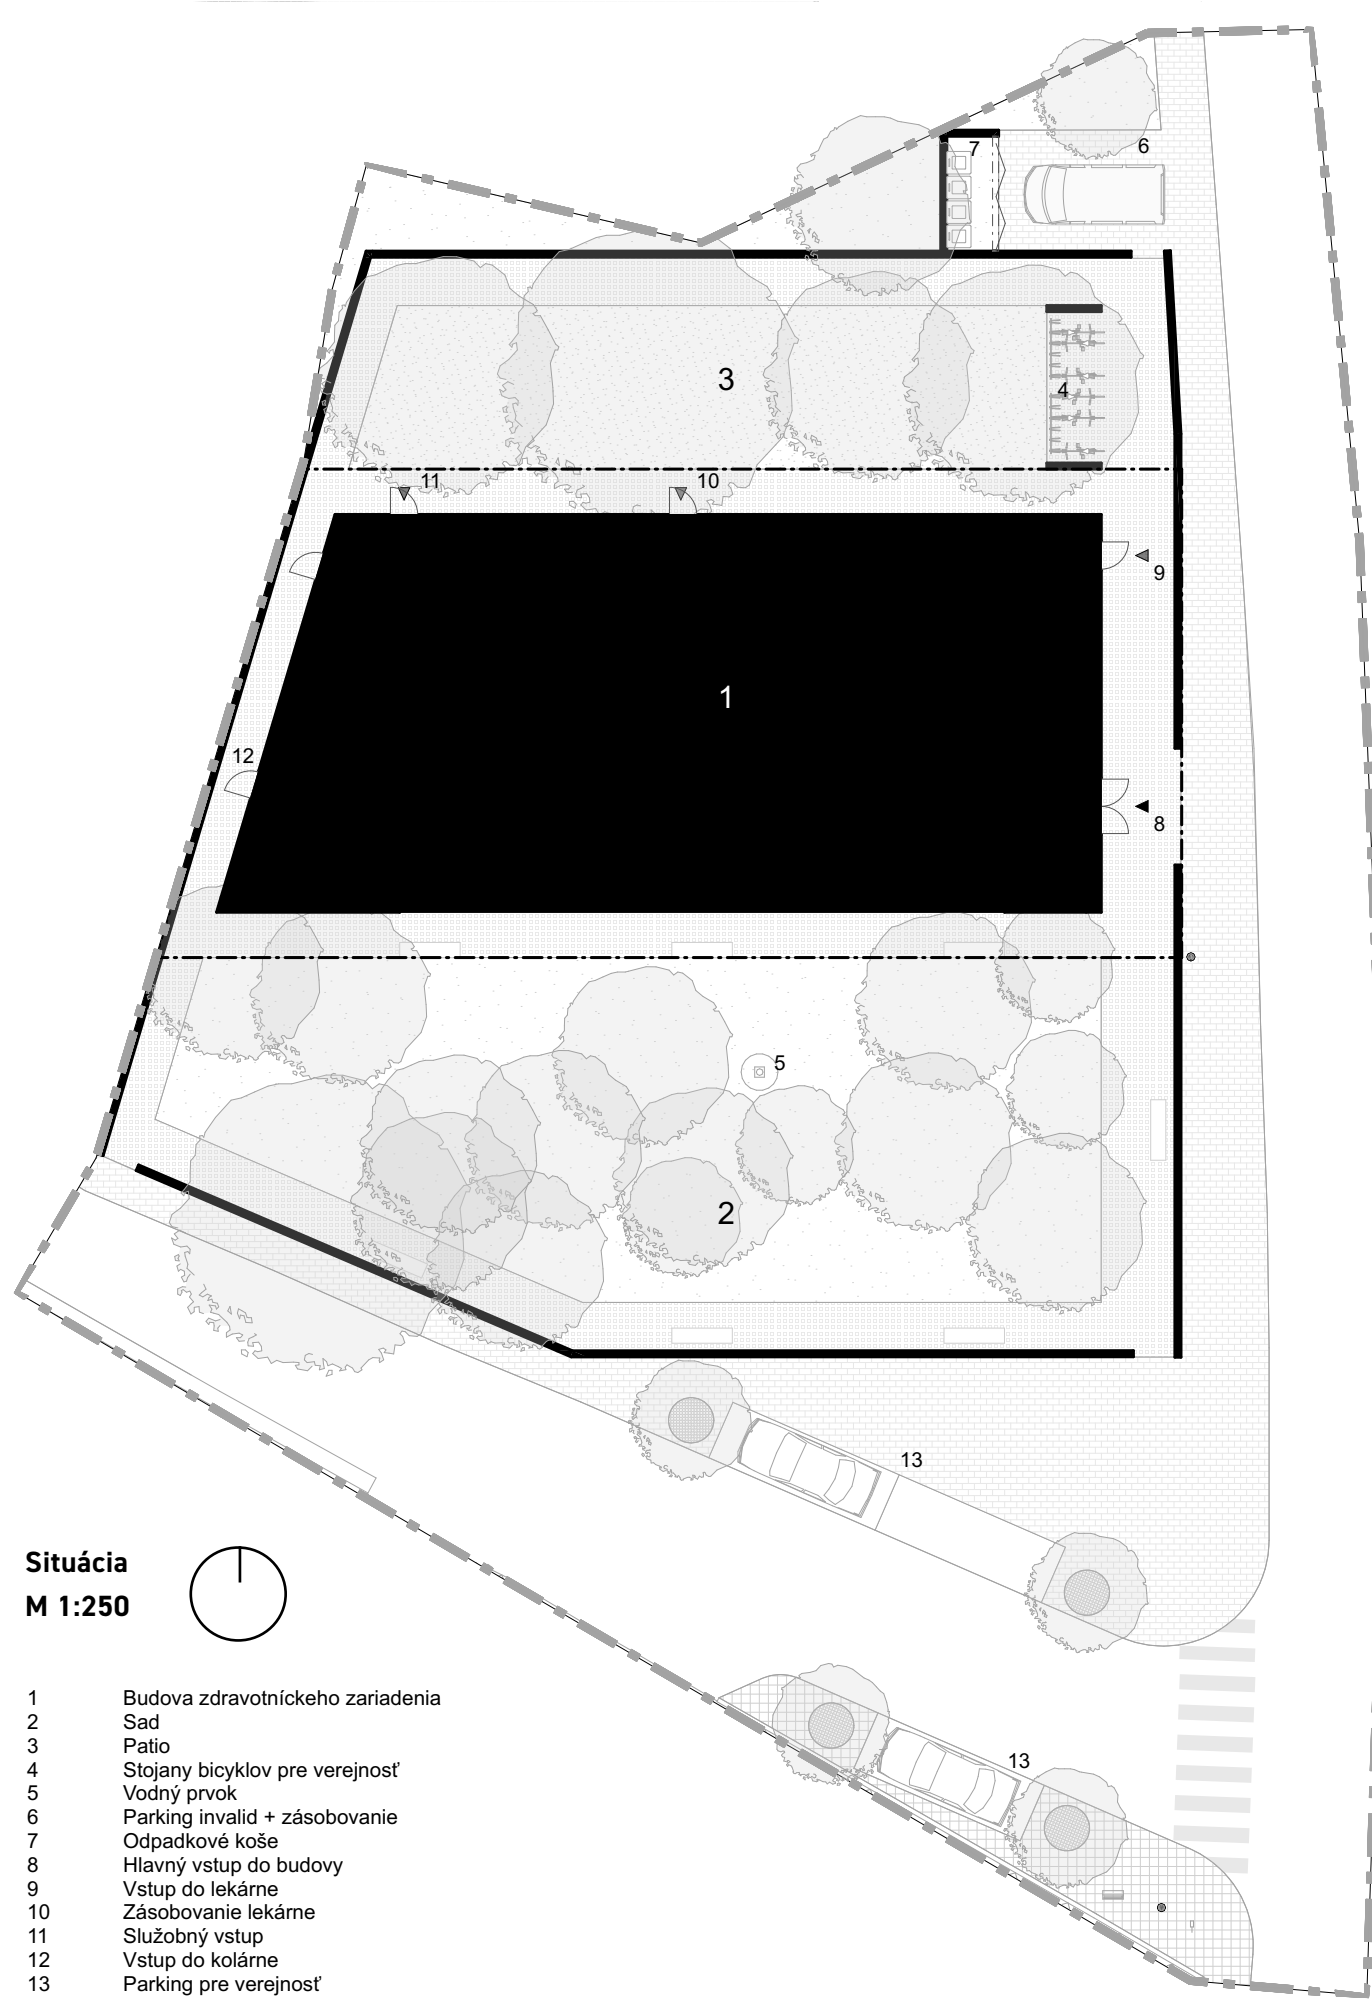 7
6
3
4
11
10
9
1
12
8
5
2
13
13
Situácia
M 1:250
1 Budova zdravotníckeho zariadenia
2 Sad
3 Patio
4 Stojany bicyklov pre verejnosť
5 Vodný prvok
6 Parking invalid + zásobovanie
7 Odpadkové koše
8 Hlavný vstup do budovy
9 Vstup do lekárne
10 Zásobovanie lekárne
11 Služobný vstup
12 Vstup do kolárne
13 Parking pre verejnosť